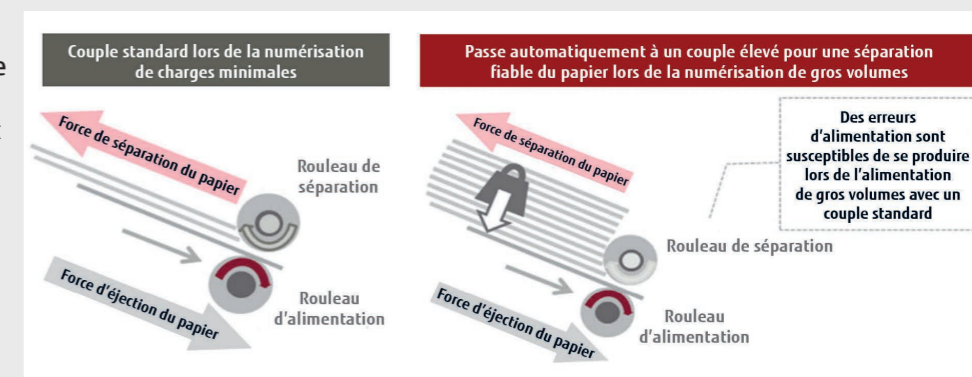 Couple standard lors de la numérisation
de charges minimales
Force de séparation du papier
Rouleau de
séparation
Force d'éjection du papier
Rouleau
d'alimentation
Passe automatiquement à un couple élevé pour une séparation
fiable du papier lors de la numérisation de gros volumes
Force de séparation du papier
Des erreurs
d'alimentation sont
susceptibles de se produire
lors de l'alimentation
de gros volumes avec un
couple standard
Rouleau de séparation
Force d'éjection du papier
Rouleau
d'alimentation